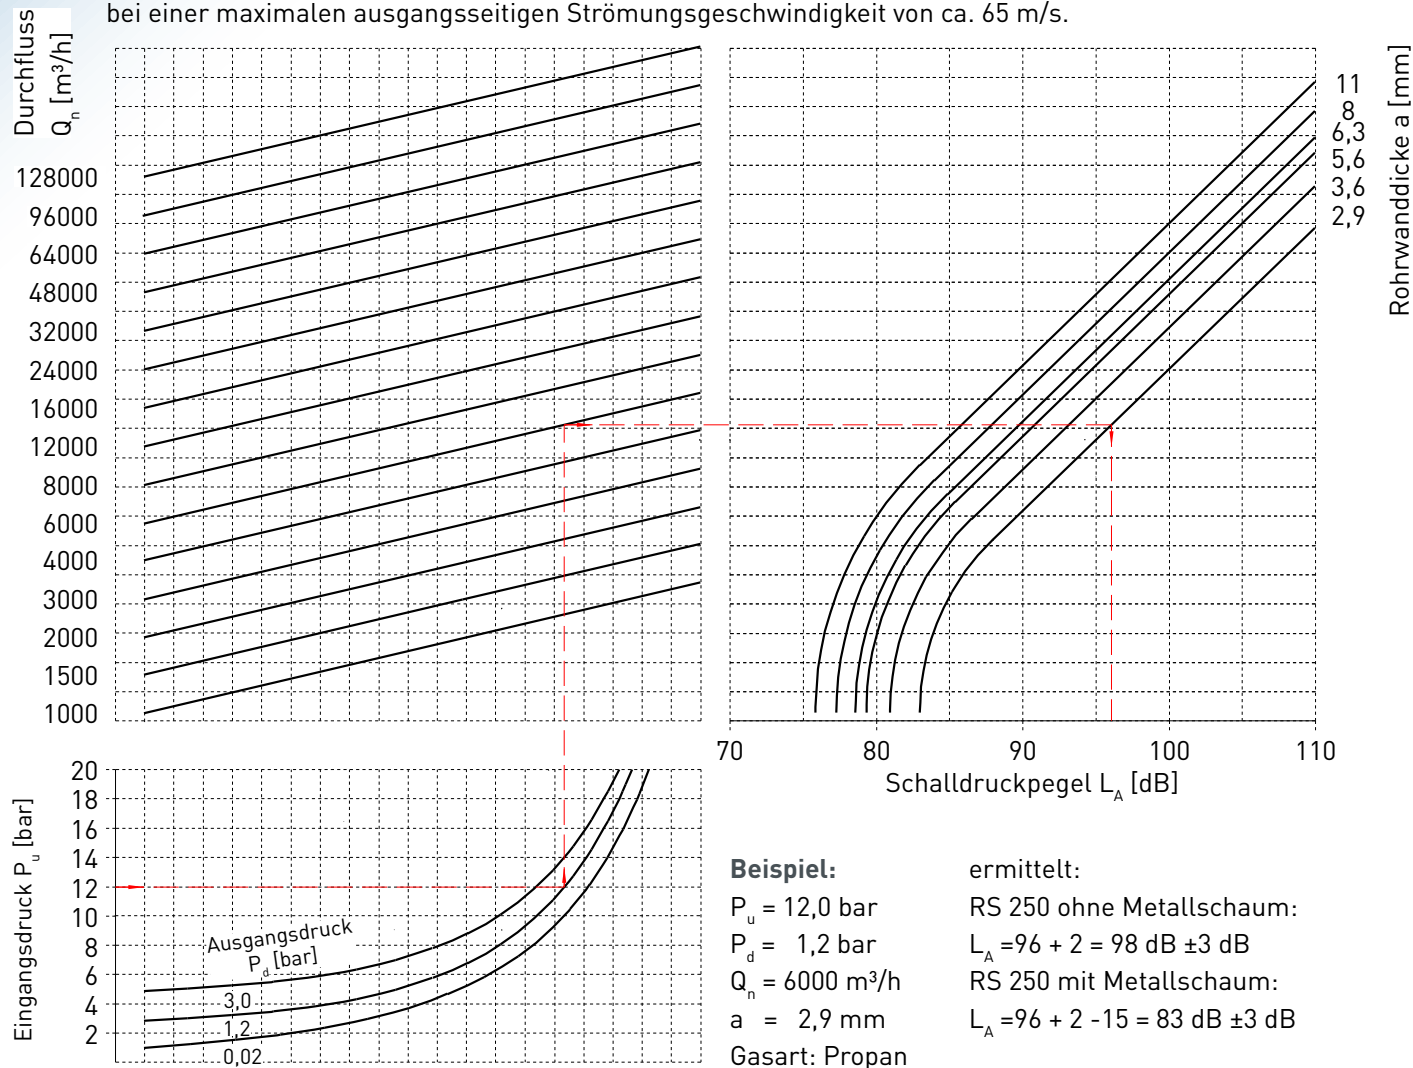 bei einer maximalen ausgangsseitigen Strömungsgeschwindigkeit von ca. 65 m/s.
Durchfluss
Qn [m³/h]
128000
96000
64000
48000
32000
24000
16000
12000
8000
6000
4000
3000
2000
1500
1000
11
8
6,3
5,6
3,6
2,9
Rohrwanddicke a [mm]
70 80 90 100 110
Schalldruckpegel LA [dB]
Eingangsdruck Pu [bar]
20
18
16
14
12
10
8
6
4
2
Ausgangsdruck
Pd [bar]
3,0
1,2
0,02
Beispiel:
Pu = 12,0 bar
Pd = 1,2 bar
Qn = 6000 m³/h
a = 2,9 mm
Gasart: Propan
ermittelt:
RS 250 ohne Metallschaum:
LA =96 + 2 = 98 dB ±3 dB
RS 250 mit Metallschaum:
LA =96 + 2 -15 = 83 dB ±3 dB